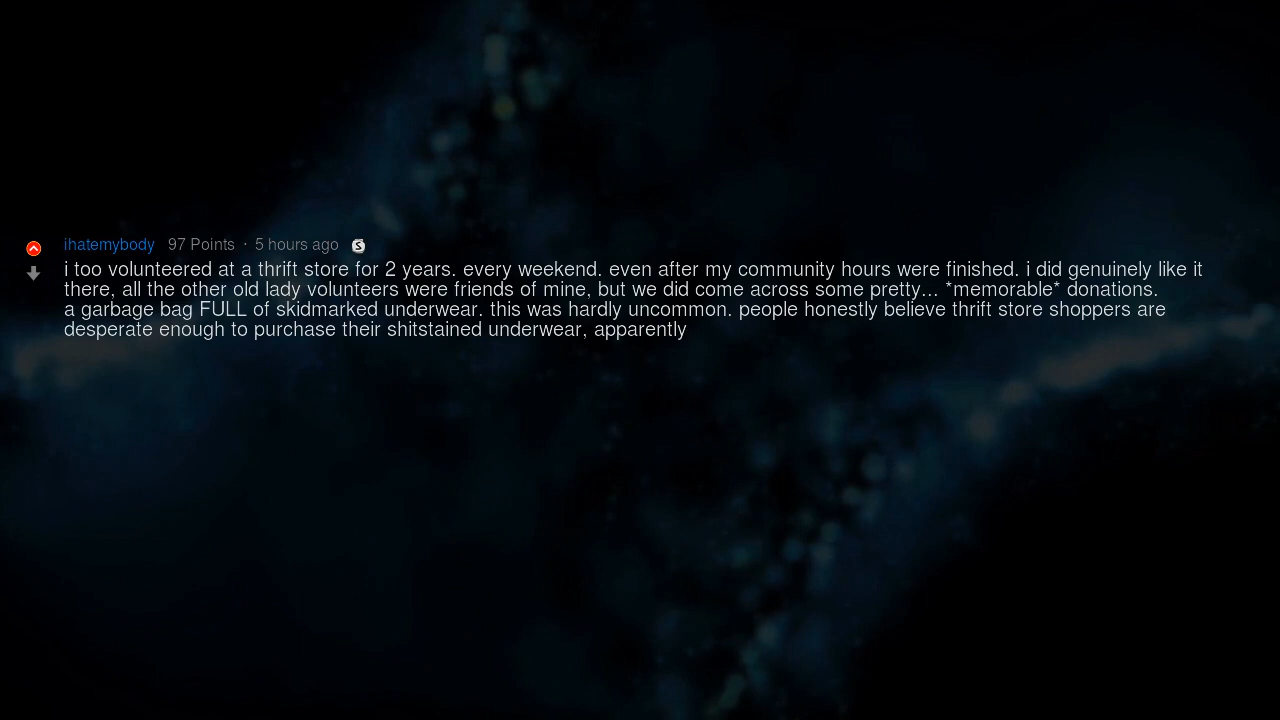 ihatemybody 97 Points · 5 hours ago S
i too volunteered at a thrift store for 2 years. every weekend. even after my community hours were finished. i did genuinely like it
there, all the other old lady volunteers were friends of mine, but we did come across some pretty... *memorable* donations.
a garbage bag FULL of skidmarked underwear. this was hardly uncommon. people honestly believe thrift store shoppers are
desperate enough to purchase their shitstained underwear, apparently